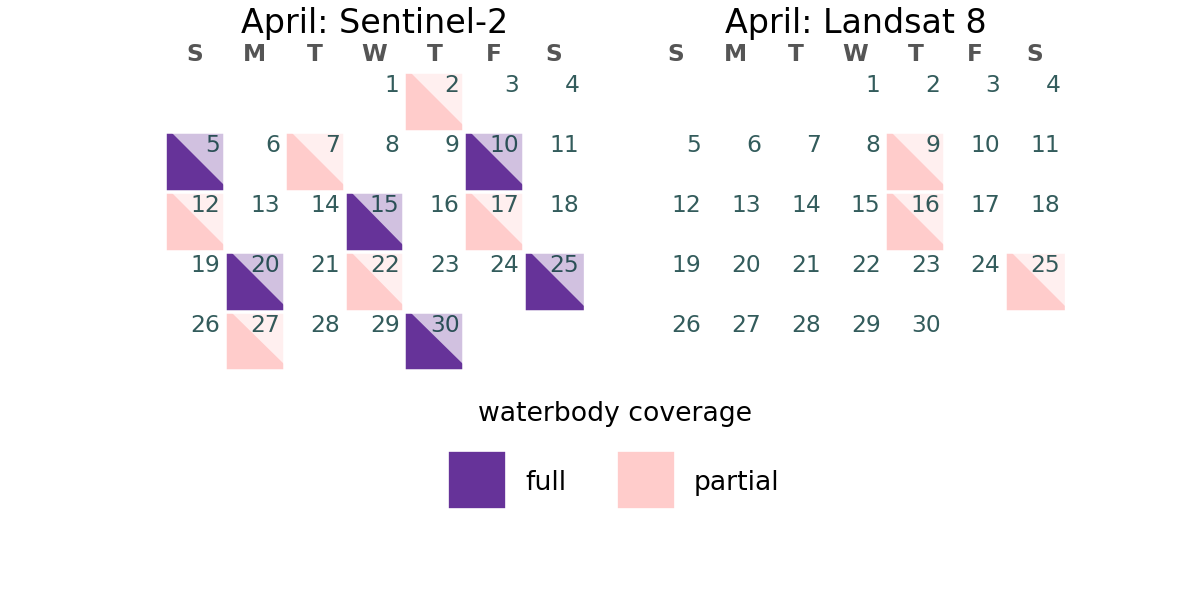 April: Sentinel-2
S M T W T F S
1 2 3 4
5 6 7 8 9 10 11
12 13 14 15 16 17 18
19 20 21 22 23 24 25
26 27 28 29 30
April: Landsat 8
S M T W T F S
1 2 3 4
5 6 7 8 9 10 11
12 13 14 15 16 17 18
19 20 21 22 23 24 25
26 27 28 29 30
waterbody coverage
full partial